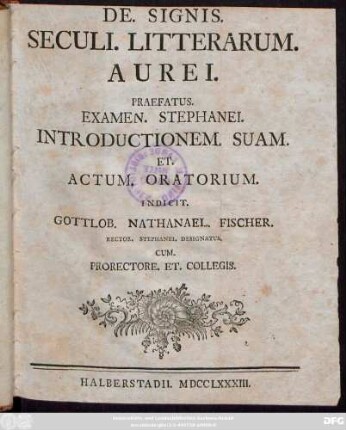 DE. SIGNIS.
SECULI. LITTERARUM.
AUREI.
PRAEFATUS.
EXAMEN. STEPHANEI.
INTRODUCTIONEM. SUAM.
ET.
ACTUM. ORATORIUM.
INDICIT.
GOTTLOB. NATHANAEL. FISCHER.
RECTOR. STEPHANEI. DESIGNATUS.
CUM.
PRORECTORE. ET. COLLEGIS.
HALBERSTADII. MDCCLXXXIII.
DFG